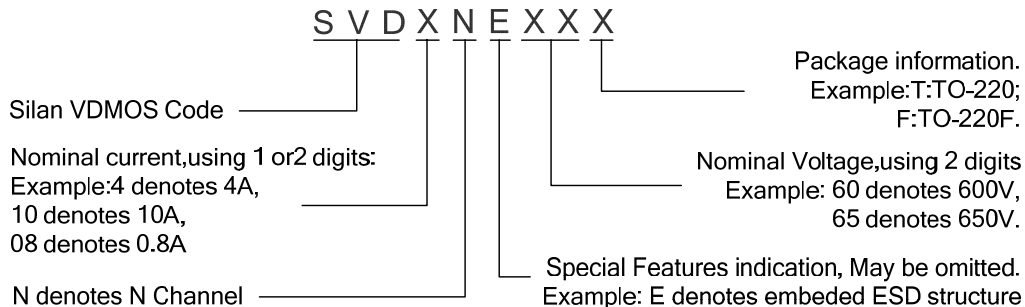 S V D X N E X X X
Package information.
Example:T:TO-220;
F:TO-220F.
Silan VDMOS Code
Nominal current,using 1 or2 digits:
Example:4 denotes 4A,
10 denotes 10A,
08 denotes 0.8A
Nominal Voltage,using 2 digits
Example: 60 denotes 600V,
65 denotes 650V.
N denotes N Channel
Special Features indication, May be omitted.
Example: E denotes embeded ESD structure